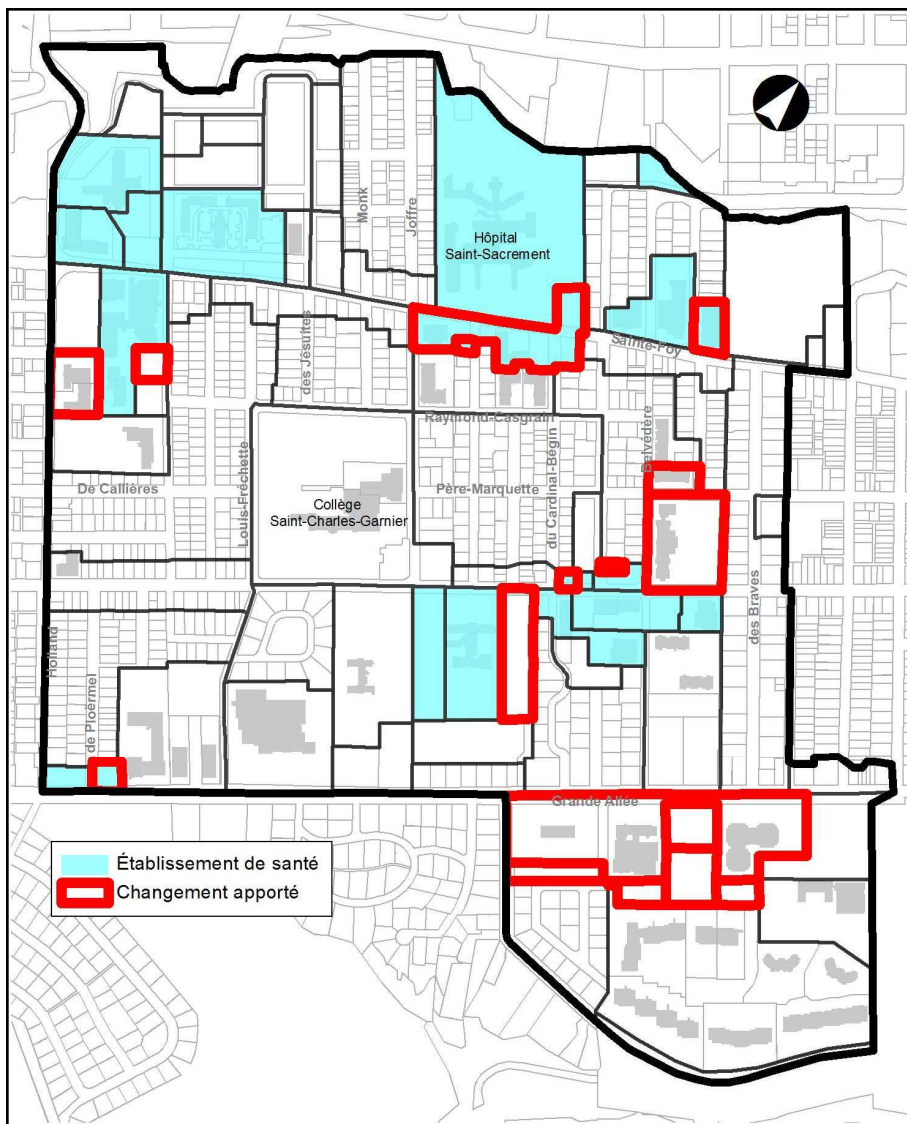 Monk
Joffre
Hôpital
Saint-Sacrement
des Jésuites
Sainte-Foy
Raymond-Casgrain
Belvédère
De Callières
Louis-Fréchette
Collège
Saint-Charles-Garnier
Père-Marquette
du Cardinal-Bégin
des Braves
Holland
de Ploërmel
Grande Allée
Établissement de santé
Changement apporté